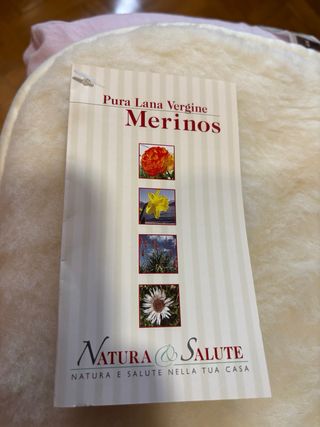 Pura Lana Vergine
Merinos
NATURA & SALUTE
NATURA E SALUTE NELLA TUA CASA